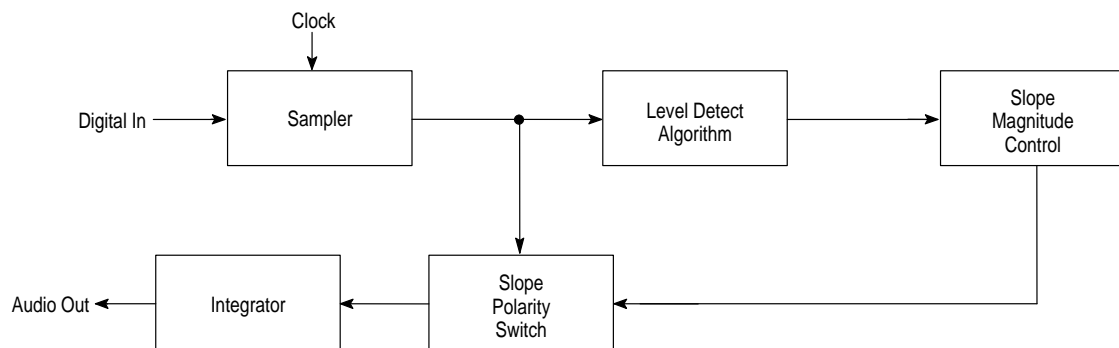 Clock
Digital In
Sampler
Level Detect
Algorithm
Slope
Magnitude
Control
Audio Out
Integrator
Slope
Polarity
Switch